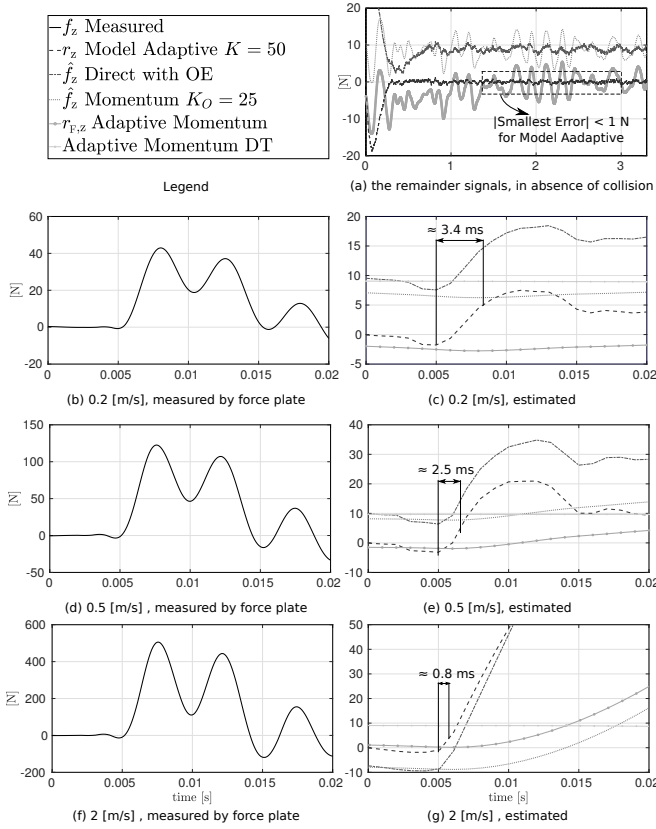 f_z Measured
r_z Model Adaptive K = 50
f̂_z Direct with OE
f̂_z Momentum K_O = 25
r_F,Z Adaptive Momentum
Adaptive Momentum DT
Legend
20
10
[N]
0
-10
-20
0 1 2 3
|Smallest Error| < 1 N
for Model Aadaptive
(a) the remainder signals, in absence of collision
60
40
[N]
20
0
-20
0 0.005 0.01 0.015 0.02
(b) 0.2 [m/s], measured by force plate
20
15
10
5
0
-5
≈ 3.4 ms
0 0.005 0.01 0.015 0.02
(c) 0.2 [m/s], estimated
150
100
[N]
50
0
-50
0 0.005 0.01 0.015 0.02
(d) 0.5 [m/s] , measured by force plate
40
30
20
10
0
-10
≈ 2.5 ms
0 0.005 0.01 0.015 0.02
(e) 0.5 [m/s], estimated
600
400
[N]
200
0
-200
0 0.005 0.01 0.015 0.02
time [s]
(f) 2 [m/s] , measured by force plate
50
40
30
20
10
0
-10
≈ 0.8 ms
0 0.005 0.01 0.015 0.02
time [s]
(g) 2 [m/s], estimated